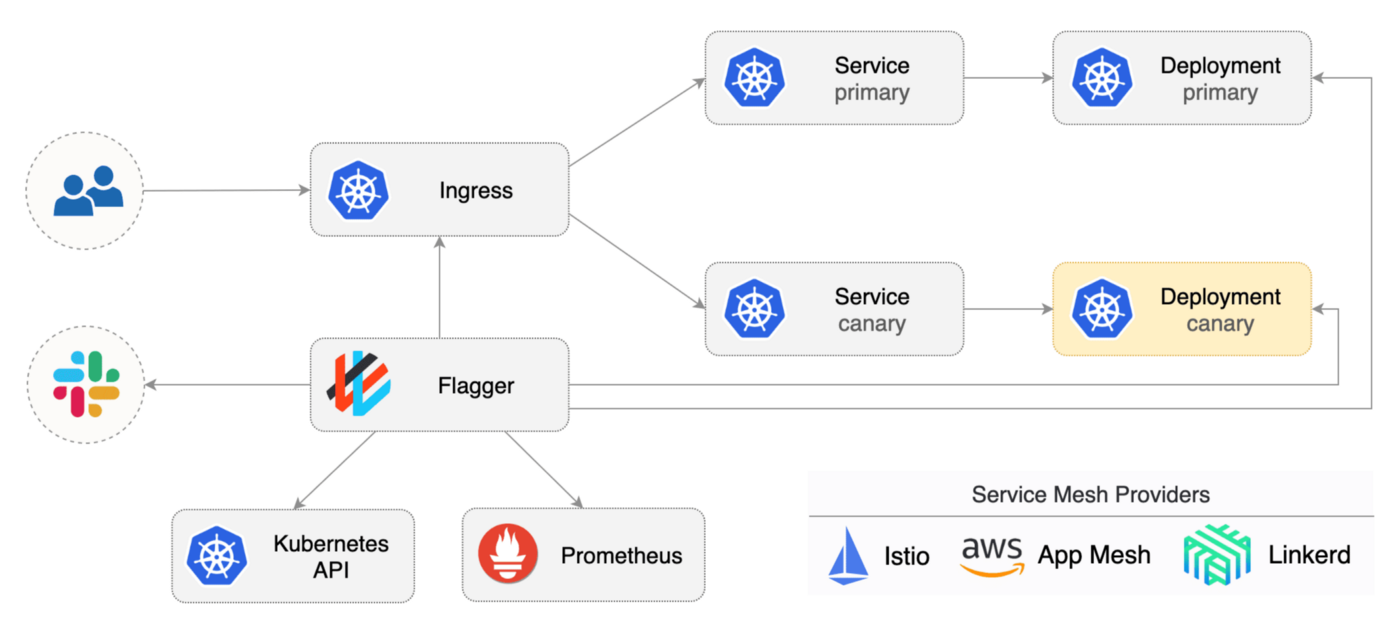 Service
primary
Deployment
primary
Ingress
Service
canary
Deployment
canary
Flagger
Kubernetes
API
Prometheus
Service Mesh Providers
Istio
aws
App Mesh
Linkerd